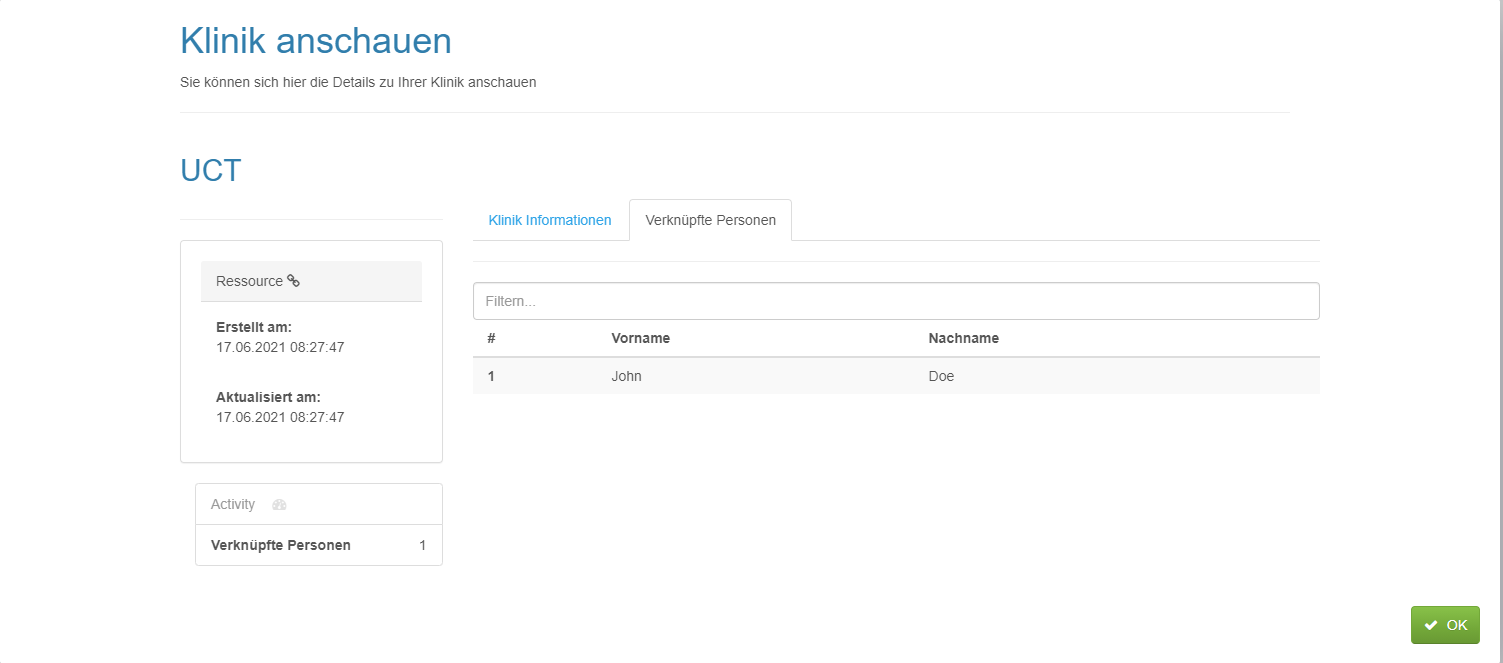 Klinik anschauen
Sie können sich hier die Details zu Ihrer Klinik anschauen
UCT
Klinik Informationen Verknüpfte Personen
Ressource
Erstellt am:
17.06.2021 08:27:47
Aktualisiert am:
17.06.2021 08:27:47
Activity
Verknüpfte Personen 1
Filtern...
# Vorname Nachname
1 John Doe
OK